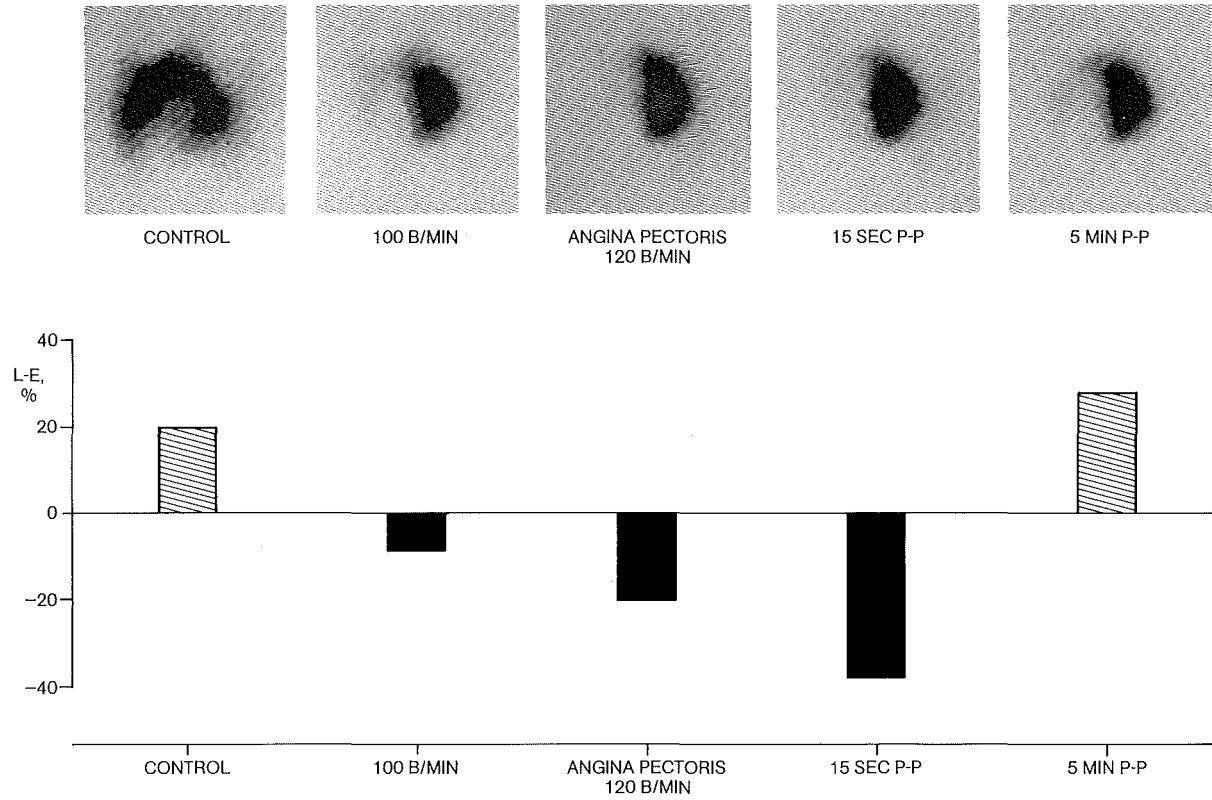 CONTROL
100 B/MIN
ANGINA PECTORIS
120 B/MIN
15 SEC P-P
5 MIN P-P
40
L-E,
%
20
0
−20
−40
CONTROL
100 B/MIN
ANGINA PECTORIS
120 B/MIN
15 SEC P-P
5 MIN P-P